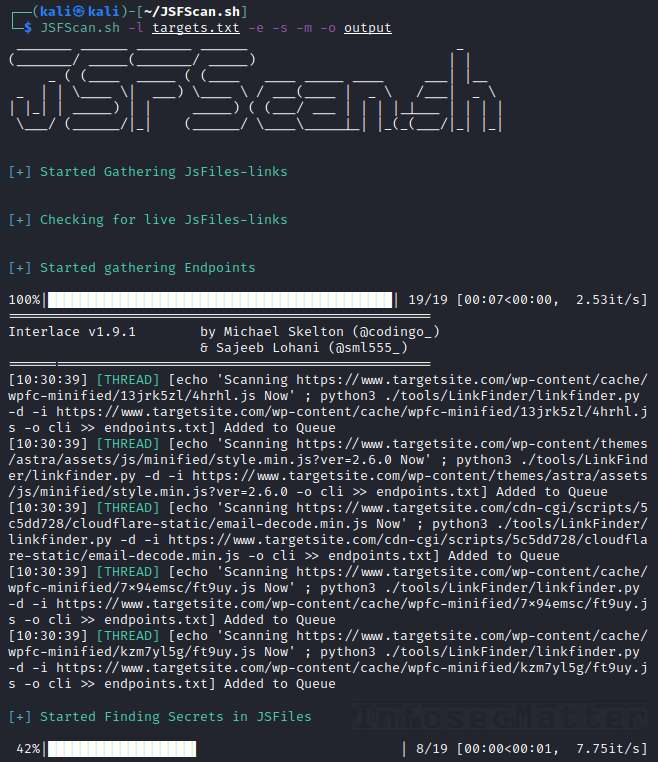 ┌──(kali㉿kali)-[~/JSFScan.sh]
└─$ JSFScan.sh -l targets.txt -e -s -m -o output
JSFScan.sh
[+] Started Gathering JsFiles-links
[+] Checking for live JsFiles-links
[+] Started gathering Endpoints
100%| | 19/19 [00:07<00:00, 2.53it/s]
==================================================
Interlace v1.9.1 by Michael Skelton (@codingo_)
& Sajeeb Lohani (@sml555_)
==================================================
[10:30:39] [THREAD] [echo 'Scanning https://www.targetsite.com/wp-content/cache/
wpfc-minified/13jrk5zl/4hrhl.js Now' ; python3 ./tools/LinkFinder/linkfinder.py
-d -i https://www.targetsite.com/wp-content/cache/wpfc-minified/13jrk5zl/4hrhl.j
s -o cli >> endpoints.txt] Added to Queue
[10:30:39] [THREAD] [echo 'Scanning https://www.targetsite.com/wp-content/themes
/astra/assets/js/minified/style.min.js?ver=2.6.0 Now' ; python3 ./tools/LinkFind
er/linkfinder.py -d -i https://www.targetsite.com/wp-content/themes/astra/assets
/js/minified/style.min.js?ver=2.6.0 -o cli >> endpoints.txt] Added to Queue
[10:30:39] [THREAD] [echo 'Scanning https://www.targetsite.com/cdn-cgi/scripts/5
c5dd728/cloudflare-static/email-decode.min.js Now' ; python3 ./tools/LinkFinder/
linkfinder.py -d -i https://www.targetsite.com/cdn-cgi/scripts/5c5dd728/cloudfla
re-static/email-decode.min.js -o cli >> endpoints.txt] Added to Queue
[10:30:39] [THREAD] [echo 'Scanning https://www.targetsite.com/wp-content/cache/
wpfc-minified/7×94emsc/ft9uy.js Now' ; python3 ./tools/LinkFinder/linkfinder.py
-d -i https://www.targetsite.com/wp-content/cache/wpfc-minified/7×94emsc/ft9uy.j
s -o cli >> endpoints.txt] Added to Queue
[10:30:39] [THREAD] [echo 'Scanning https://www.targetsite.com/wp-content/cache/
wpfc-minified/kzm7yl5g/ft9uy.js Now' ; python3 ./tools/LinkFinder/linkfinder.py
-d -i https://www.targetsite.com/wp-content/cache/wpfc-minified/kzm7yl5g/ft9uy.j
s -o cli >> endpoints.txt] Added to Queue
[+] Started Finding Secrets in JSFiles
InfosecMatter
42%| | 8/19 [00:00<00:01, 7.75it/s]